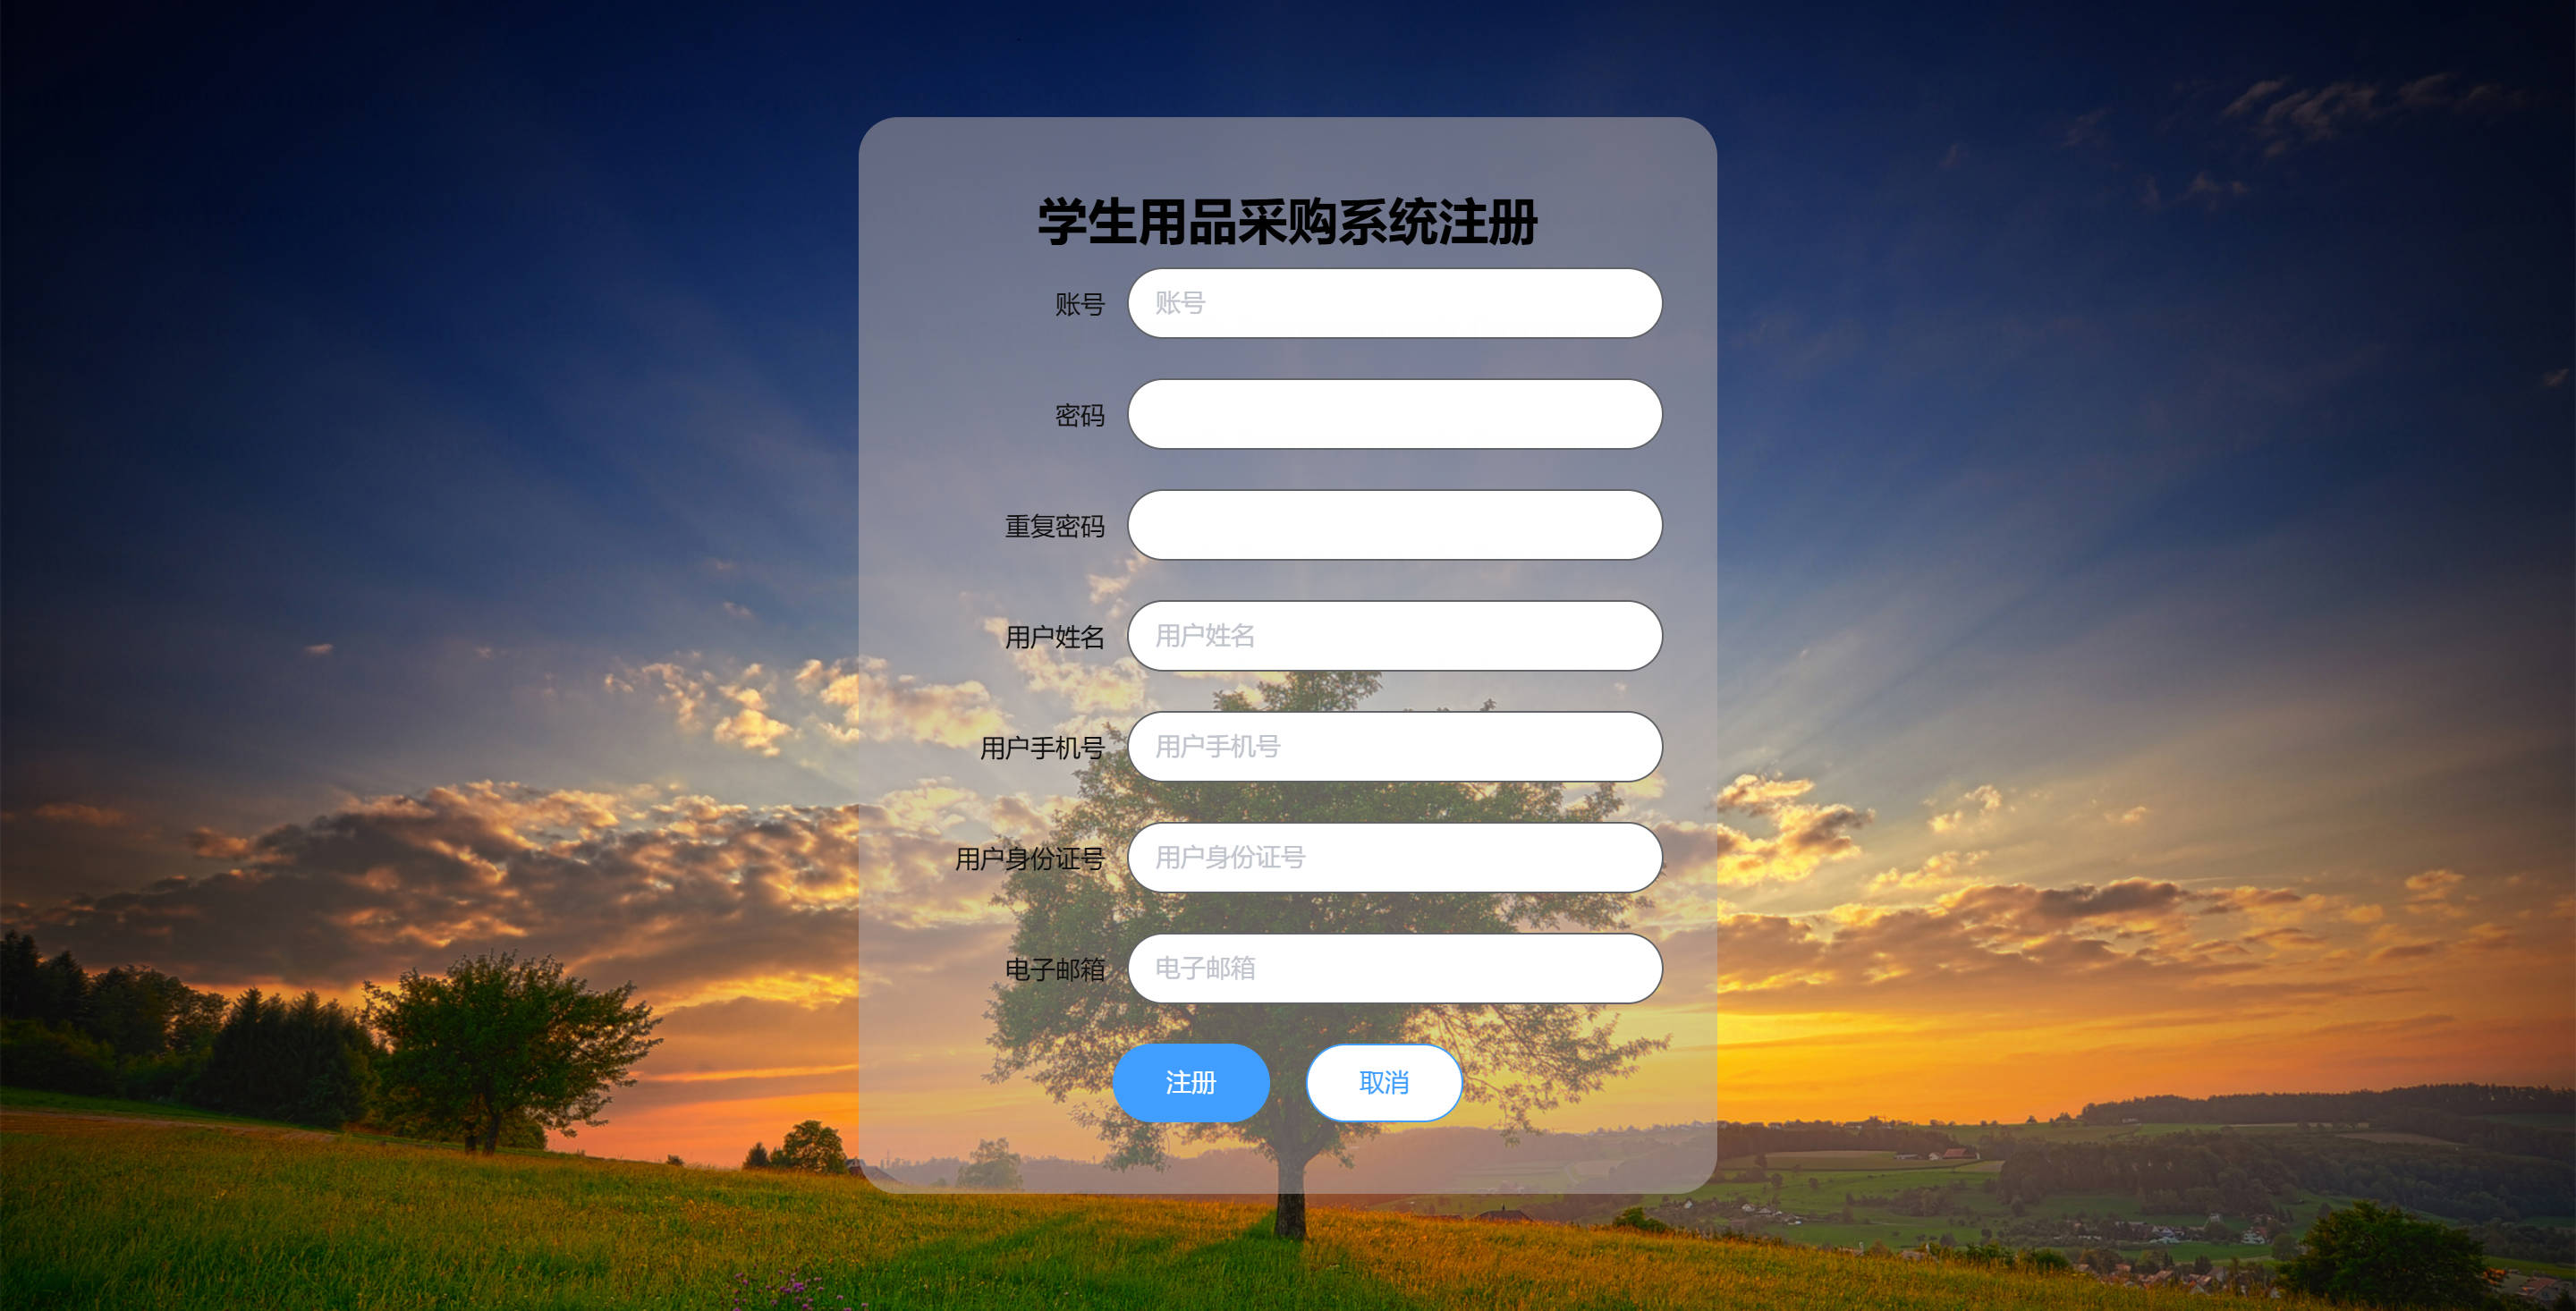 学生用品采购系统注册
账号 账号
密码
重复密码
用户姓名 用户姓名
用户手机号 用户手机号
用户身份证号 用户身份证号
电子邮箱 电子邮箱
注册 取消